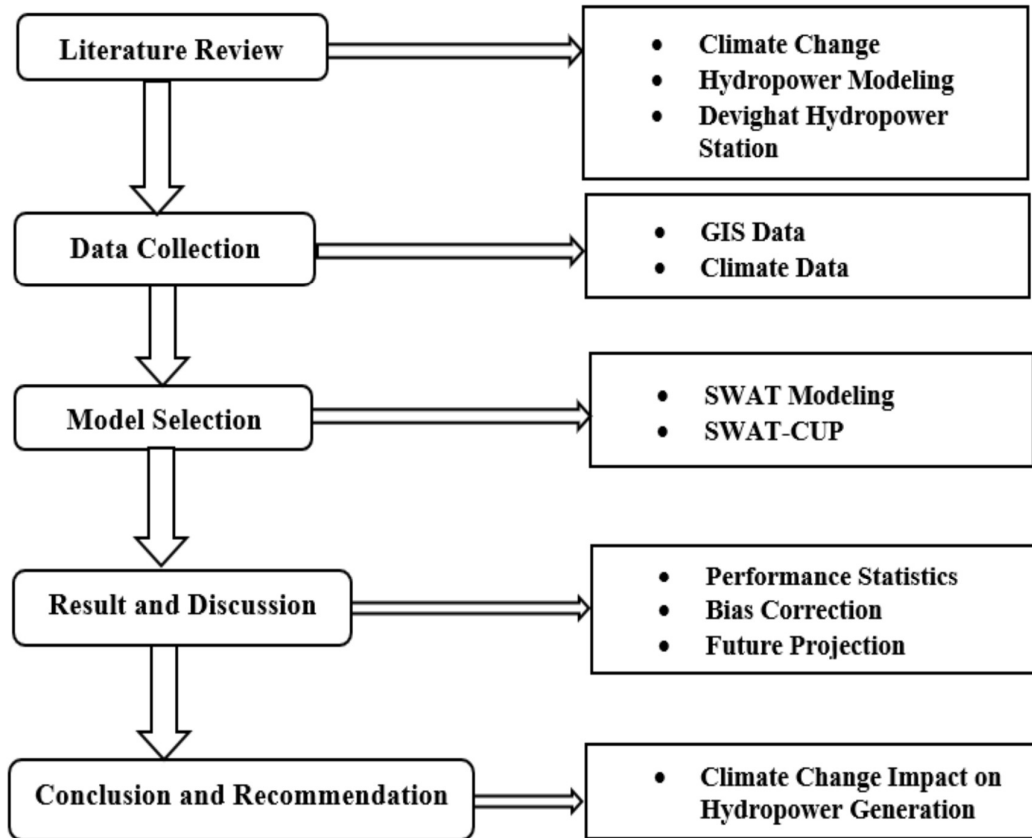 Literature Review
• Climate Change
• Hydropower Modeling
• Devighat Hydropower
Station
Data Collection
• GIS Data
• Climate Data
Model Selection
• SWAT Modeling
• SWAT-CUP
Result and Discussion
• Performance Statistics
• Bias Correction
• Future Projection
Conclusion and Recommendation
• Climate Change Impact on
Hydropower Generation